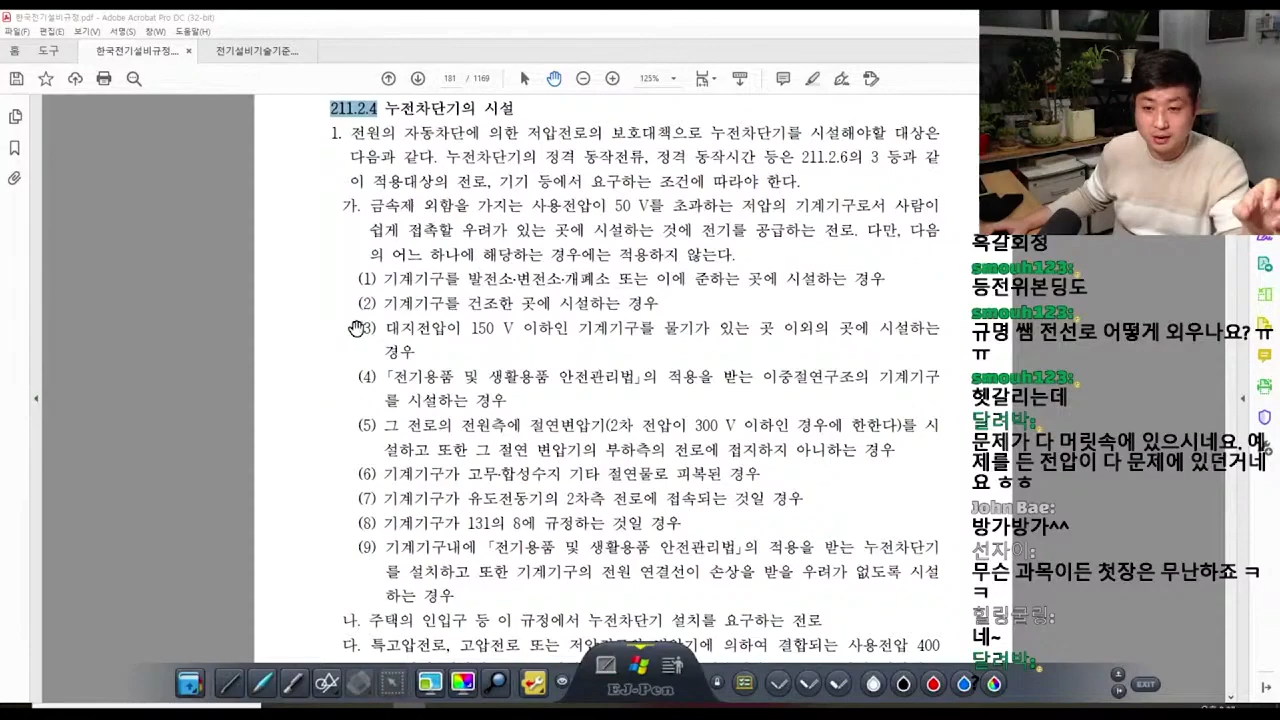 한국전기설비규정.pdf - Adobe Acrobat Pro DC (32-bit)
파일(F) 편집(E) 보기(V) 서명(S) 창(W) 도움말(H)
홈 도구 한국전기설비규정,... × 전기설비기술기준...
181 / 1169 125%
211.2.4 누전차단기의 시설
1. 전원의 자동차단에 의한 저압전로의 보호대책으로 누전차단기를 시설해야할 대상은
다음과 같다. 누전차단기의 정격 동작전류, 정격 동작시간 등은 211.2.6의 3 등과 같
이 적용대상의 전로, 기기 등에서 요구하는 조건에 따라야 한다.
가. 금속제 외함을 가지는 사용전압이 50 V를 초과하는 저압의 기계기구로서 사람이
쉽게 접촉할 우려가 있는 곳에 시설하는 것에 전기를 공급하는 전로. 다만, 다음
의 어느 하나에 해당하는 경우에는 적용하지 않는다.
(1) 기계기구를 발전소·변전소·개폐소 또는 이에 준하는 곳에 시설하는 경우
(2) 기계기구를 건조한 곳에 시설하는 경우
3) 대지전압이 150 V 이하인 기계기구를 물기가 있는 곳 이외의 곳에 시설하는
경우
(4) 「전기용품 및 생활용품 안전관리법」의 적용을 받는 이중절연구조의 기계기구
를 시설하는 경우
(5) 그 전로의 전원측에 절연변압기(2차 전압이 300 V 이하인 경우에 한한다)를 시
설하고 또한 그 절연 변압기의 부하측의 전로에 접지하지 아니하는 경우
(6) 기계기구가 고무·합성수지 기타 절연물로 피복된 경우
(7) 기계기구가 유도전동기의 2차측 전로에 접속되는 것일 경우
(8) 기계기구가 131의 8에 규정하는 것일 경우
(9) 기계기구내에 「전기용품 및 생활용품 안전관리법」의 적용을 받는 누전차단기
를 설치하고 또한 기계기구의 전원 연결선이 손상을 받을 우려가 없도록 시설
하는 경우
나. 주택의 인입구 등 이 규정에서 누전차단기 설치를 요구하는 전로
다. 특고압전로, 고압전로 또는 에 의하여 결합되는 사용전압 400
흑갈회청
smouh123:
등전위본딩도
smouh123:
규명 쌤 전선로 어떻게 외우나요? ㅠ
ㅠ
smouh123:
헷갈리는데
달려박:
문제가 다 머릿속에 있으시네요. 예
제를 든 전압이 다 문제에 있던거네
요 ㅎㅎ
John Bae:
방가방가^^
선자이:
무슨 과목이든 첫장은 무난하죠 ㅋ
ㅋ
힐링쿨링:
네~
달려박:
?
EJ-Pen
EXIT